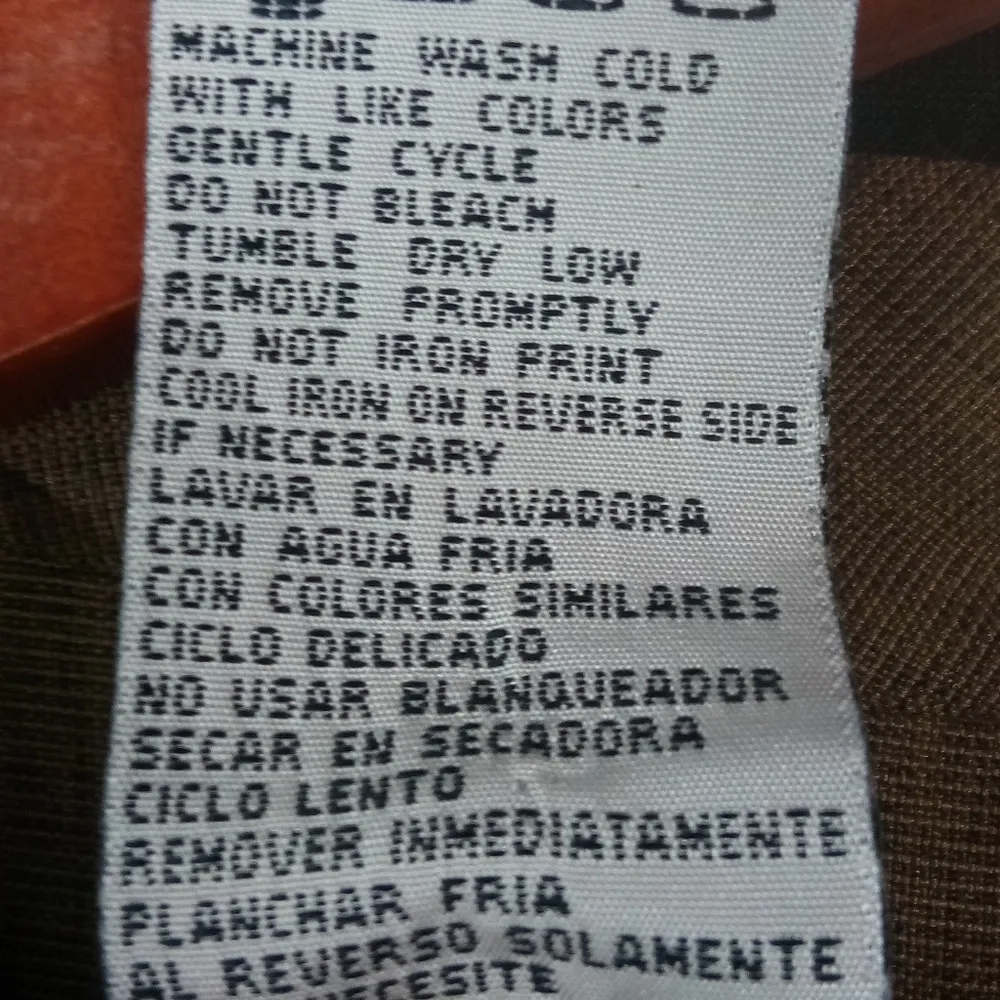 MACHINE WASH COLD
WITH LIKE COLORS
GENTLE CYCLE
DO NOT BLEACH
TUMBLE DRY LOW
REMOVE PROMPTLY
DO NOT IRON PRINT
COOL IRON ON REVERSE SIDE
IF NECESSARY
LAVAR EN LAVADORA
CON AGUA FRIA
CON COLORES SIMILARES
CICLO DELICADO
NO USAR BLANQUEADOR
SECAR EN SECADORA
CICLO LENTO
REMOVER INMEDIATAMENTE
PLANCHAR FRIA
AL REVERSO SOLAMENTE
NECESITE